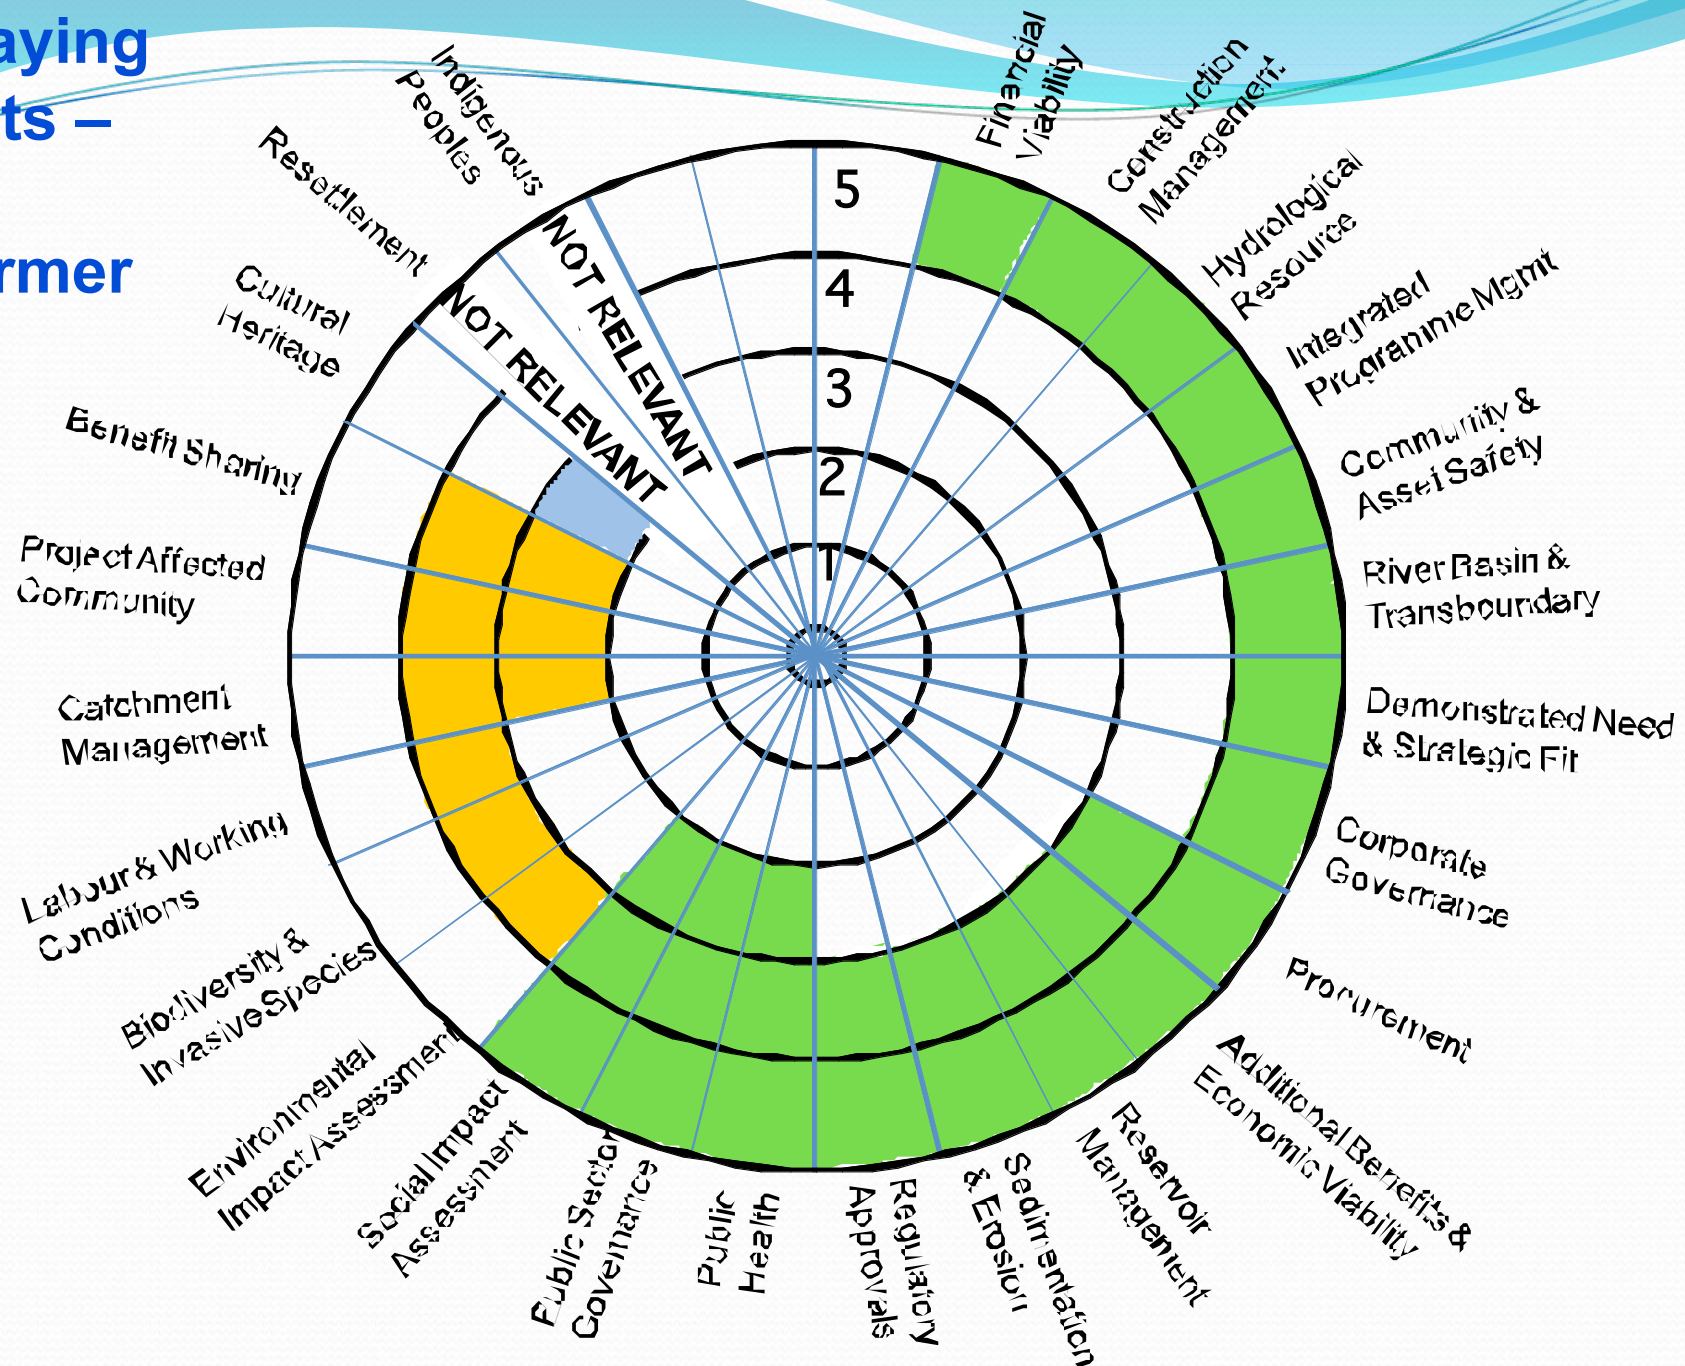 aying
ts –
rmer
Indigenous
Peoples
Resettlement
Cultural
Heritage
Benefit Sharing
Project Affected
Community
Catchment
Management
Labour & Working
Conditions
Biodiversity &
Invasive Species
Environmental
Impact Assessment
Social Impact
Assessment
Public Sector
Governance
Public
Health
Regulatory
Approvals
Sedimentation
& Erosion
Reservoir
Management
Additional Benefits &
Economic Viability
Procurement
Corporate
Governance
Demonstrated Need
& Strategic Fit
River Basin &
Transboundary
Community &
Asset Safety
Integrated
Programme Mgmt
Hydrological
Resource
Construction
Management
Financial
Viability
NOT RELEVANT
NOT RELEVANT
5
4
3
2
1